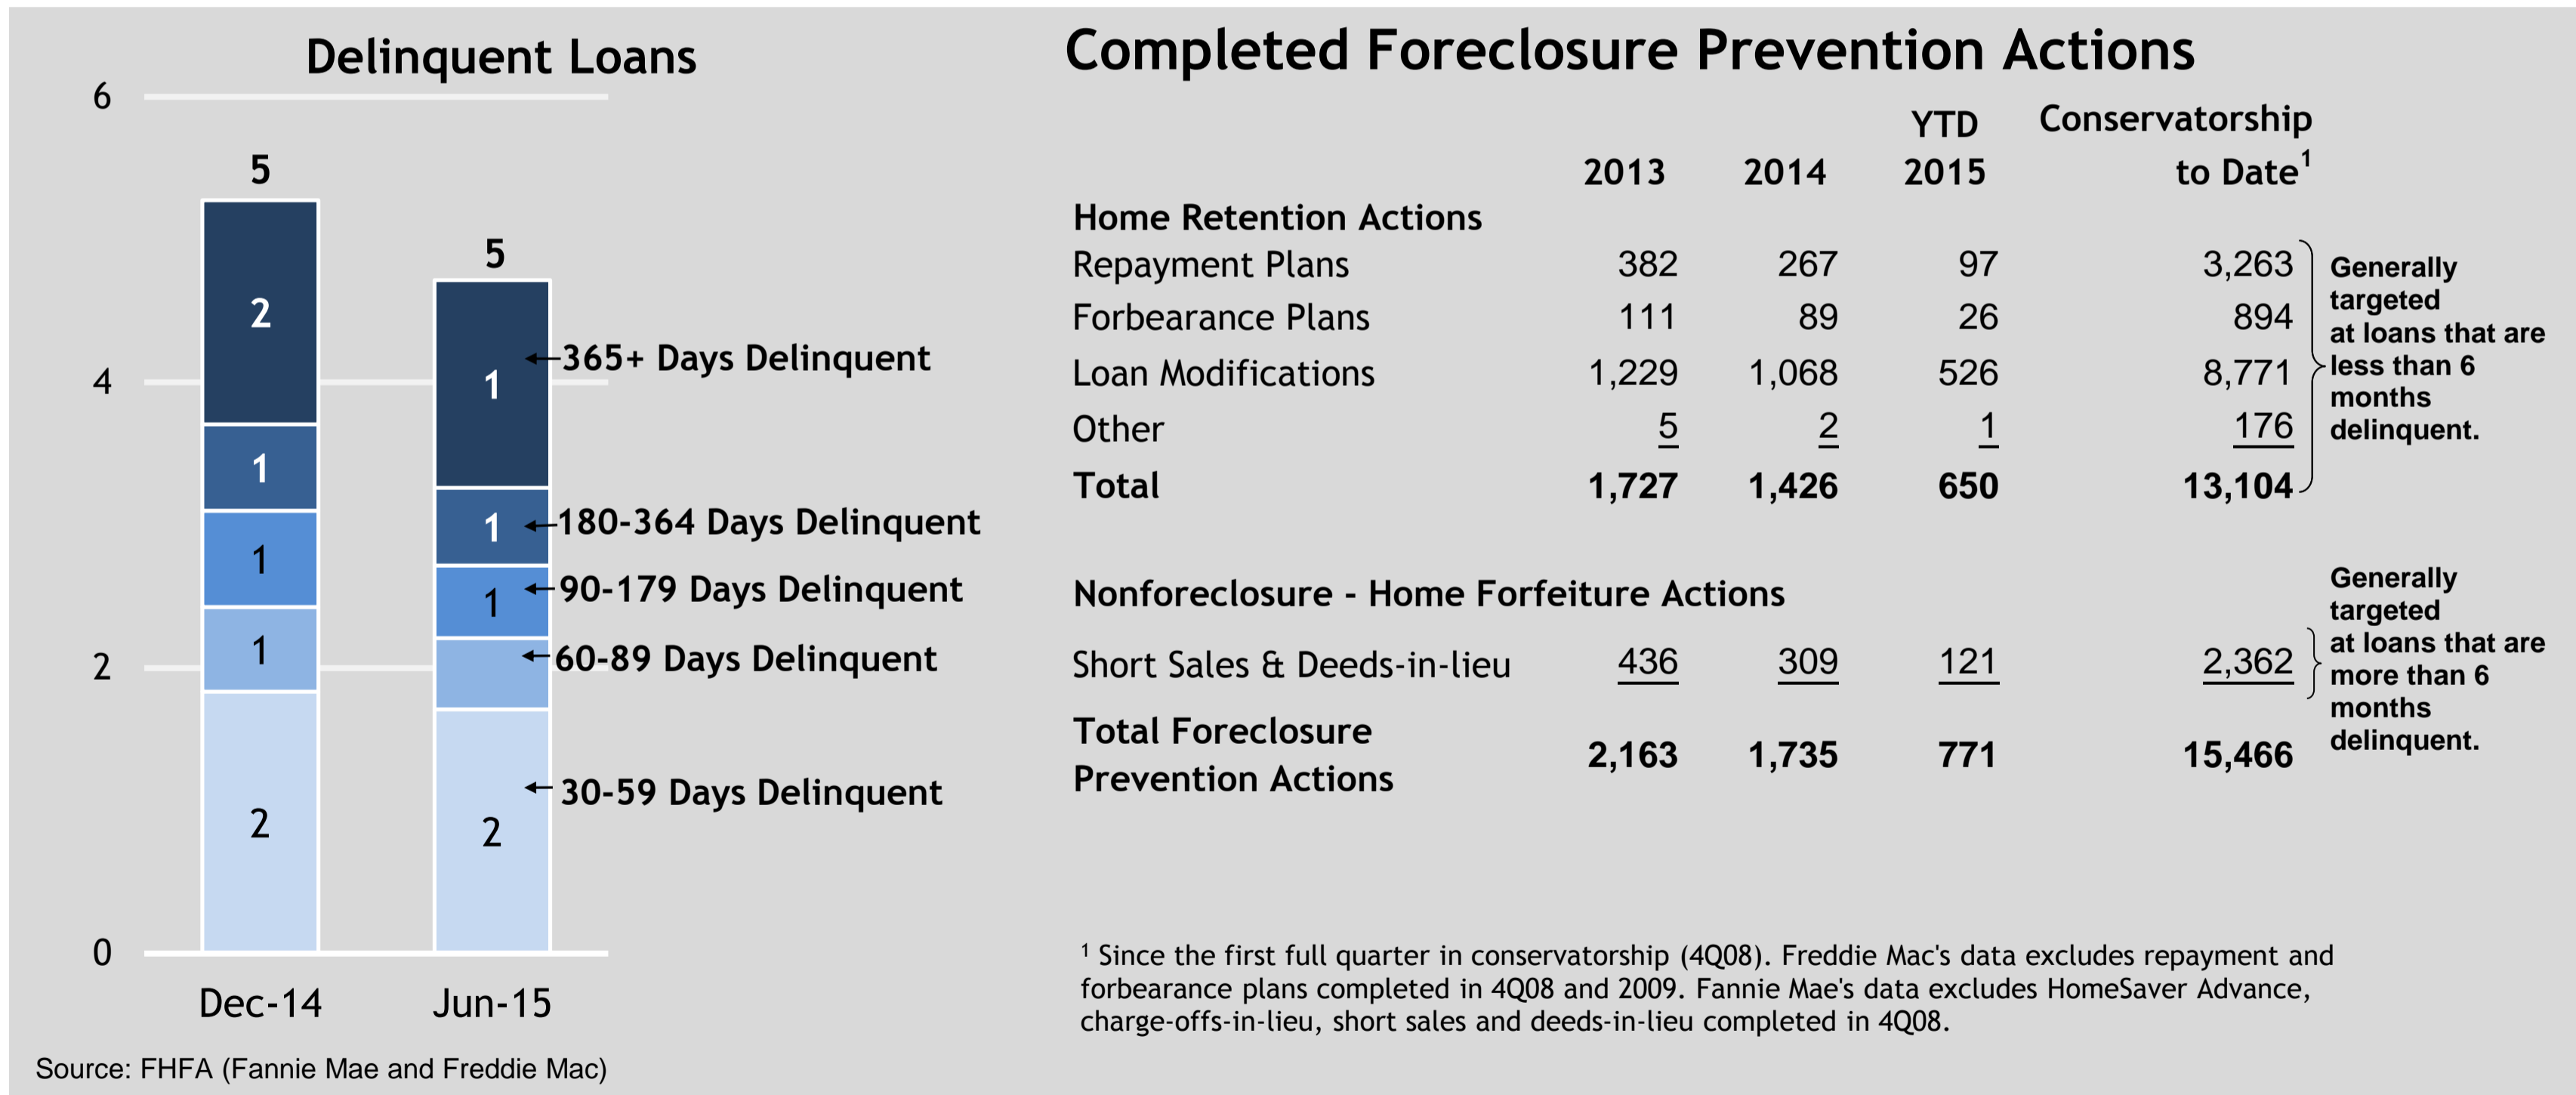 Delinquent Loans
6
4
2
0
5
2
1
1
1
2
5
1
1
1
2
365+ Days Delinquent
180-364 Days Delinquent
90-179 Days Delinquent
60-89 Days Delinquent
30-59 Days Delinquent
Dec-14 Jun-15
Source: FHFA (Fannie Mae and Freddie Mac)
Completed Foreclosure Prevention Actions
YTD Conservatorship
2013 2014 2015 to Date1
Home Retention Actions
Repayment Plans 382 267 97 3,263
Forbearance Plans 111 89 26 894
Loan Modifications 1,229 1,068 526 8,771
Other 5 2 1 176
Total 1,727 1,426 650 13,104
Generally
targeted
at loans that are
less than 6
months
delinquent.
Nonforeclosure - Home Forfeiture Actions
Short Sales & Deeds-in-lieu 436 309 121 2,362
Total Foreclosure
Prevention Actions 2,163 1,735 771 15,466
Generally
targeted
at loans that are
more than 6
months
delinquent.
1 Since the first full quarter in conservatorship (4Q08). Freddie Mac's data excludes repayment and
forbearance plans completed in 4Q08 and 2009. Fannie Mae's data excludes HomeSaver Advance,
charge-offs-in-lieu, short sales and deeds-in-lieu completed in 4Q08.